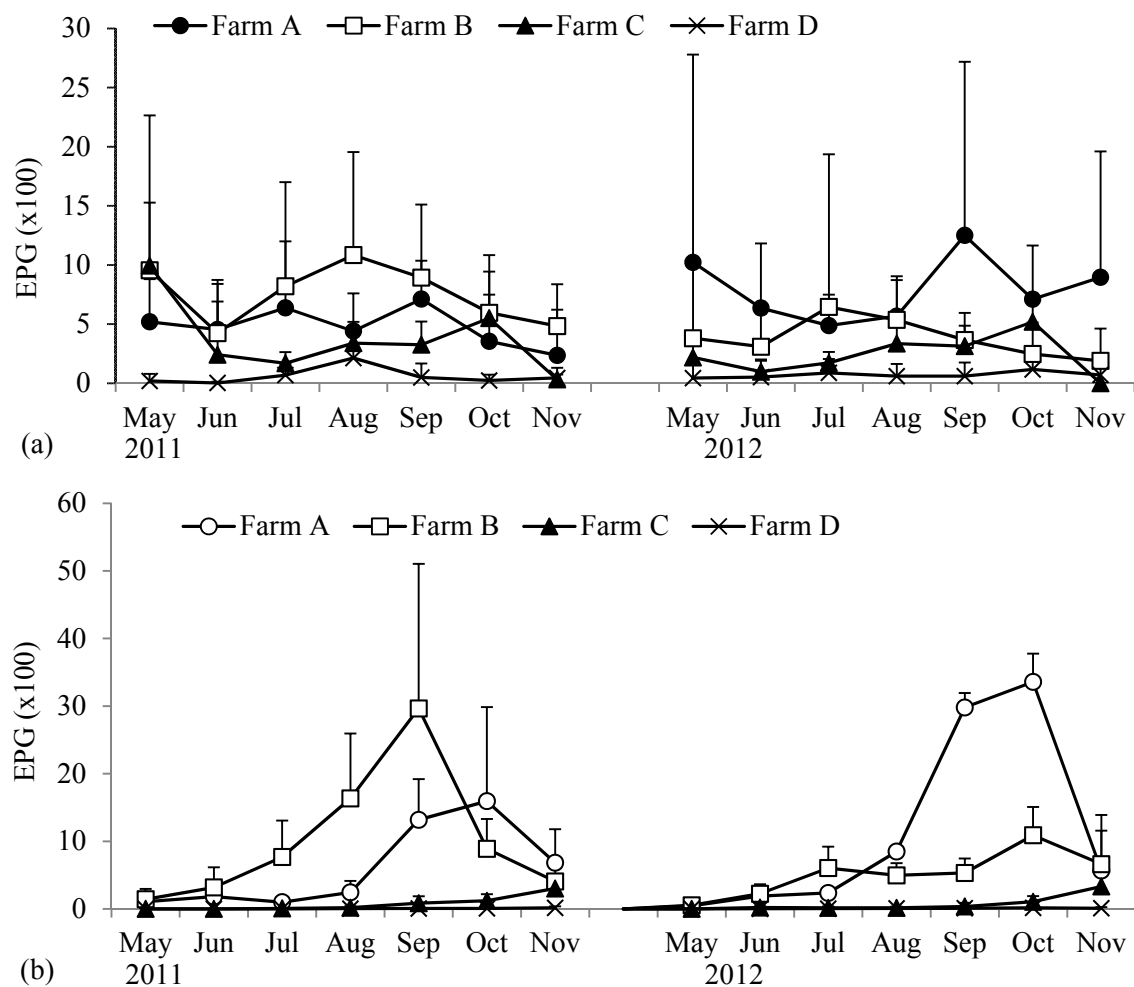 Farm A Farm B Farm C Farm D
30
25
20
15
10
5
0
EPG (x100)
May Jun Jul Aug Sep Oct Nov May Jun Jul Aug Sep Oct Nov
(a) 2011 2012
Farm A Farm B Farm C Farm D
60
50
40
30
20
10
0
EPG (x100)
May Jun Jul Aug Sep Oct Nov May Jun Jul Aug Sep Oct Nov
(b) 2011 2012